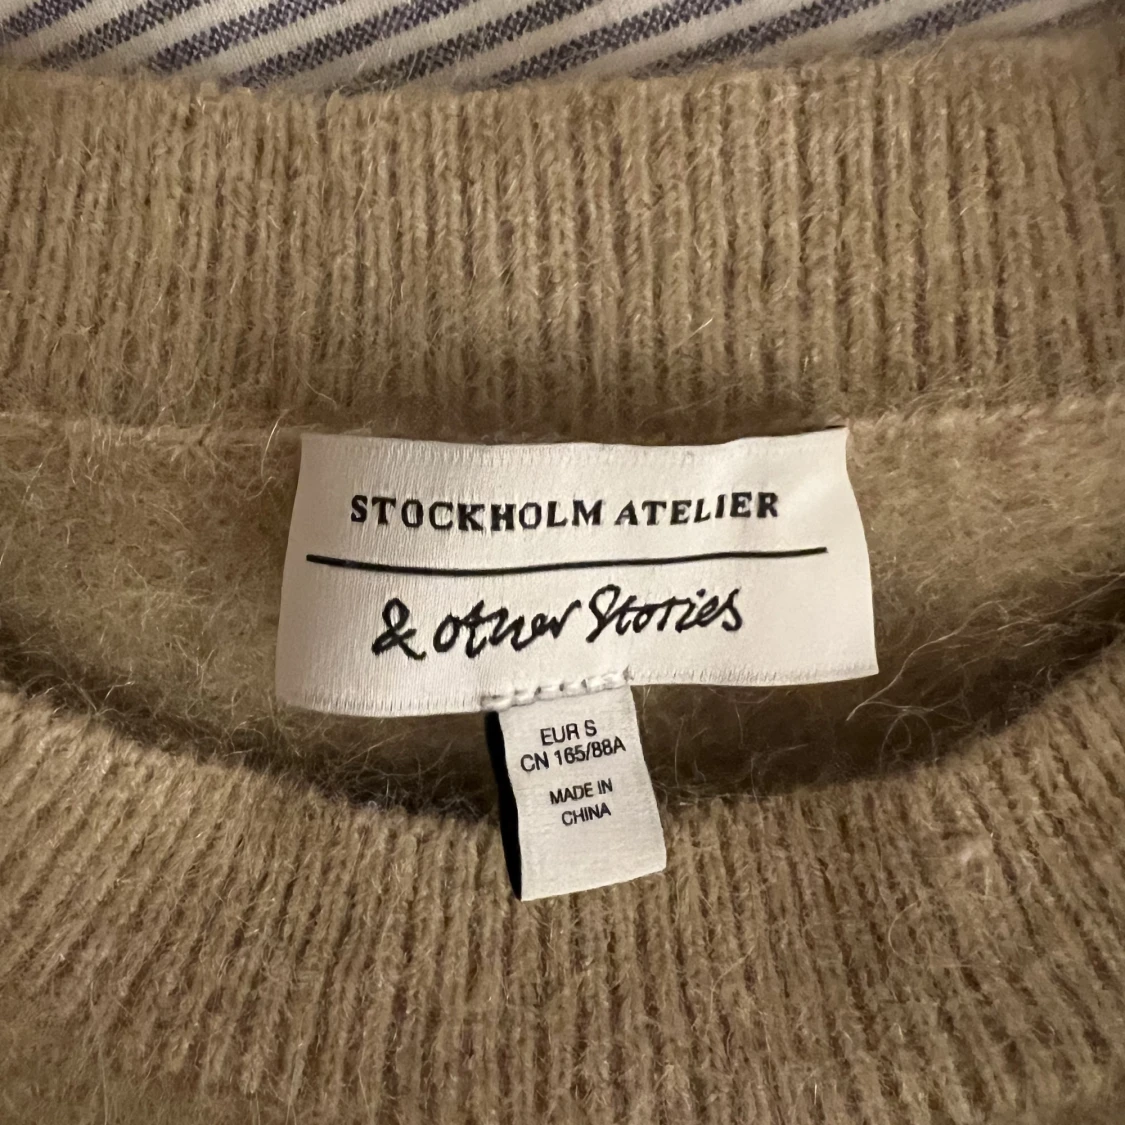 STOCKHOLM ATELIER
& other Stories
EUR S
CN 165/88A
MADE IN
CHINA